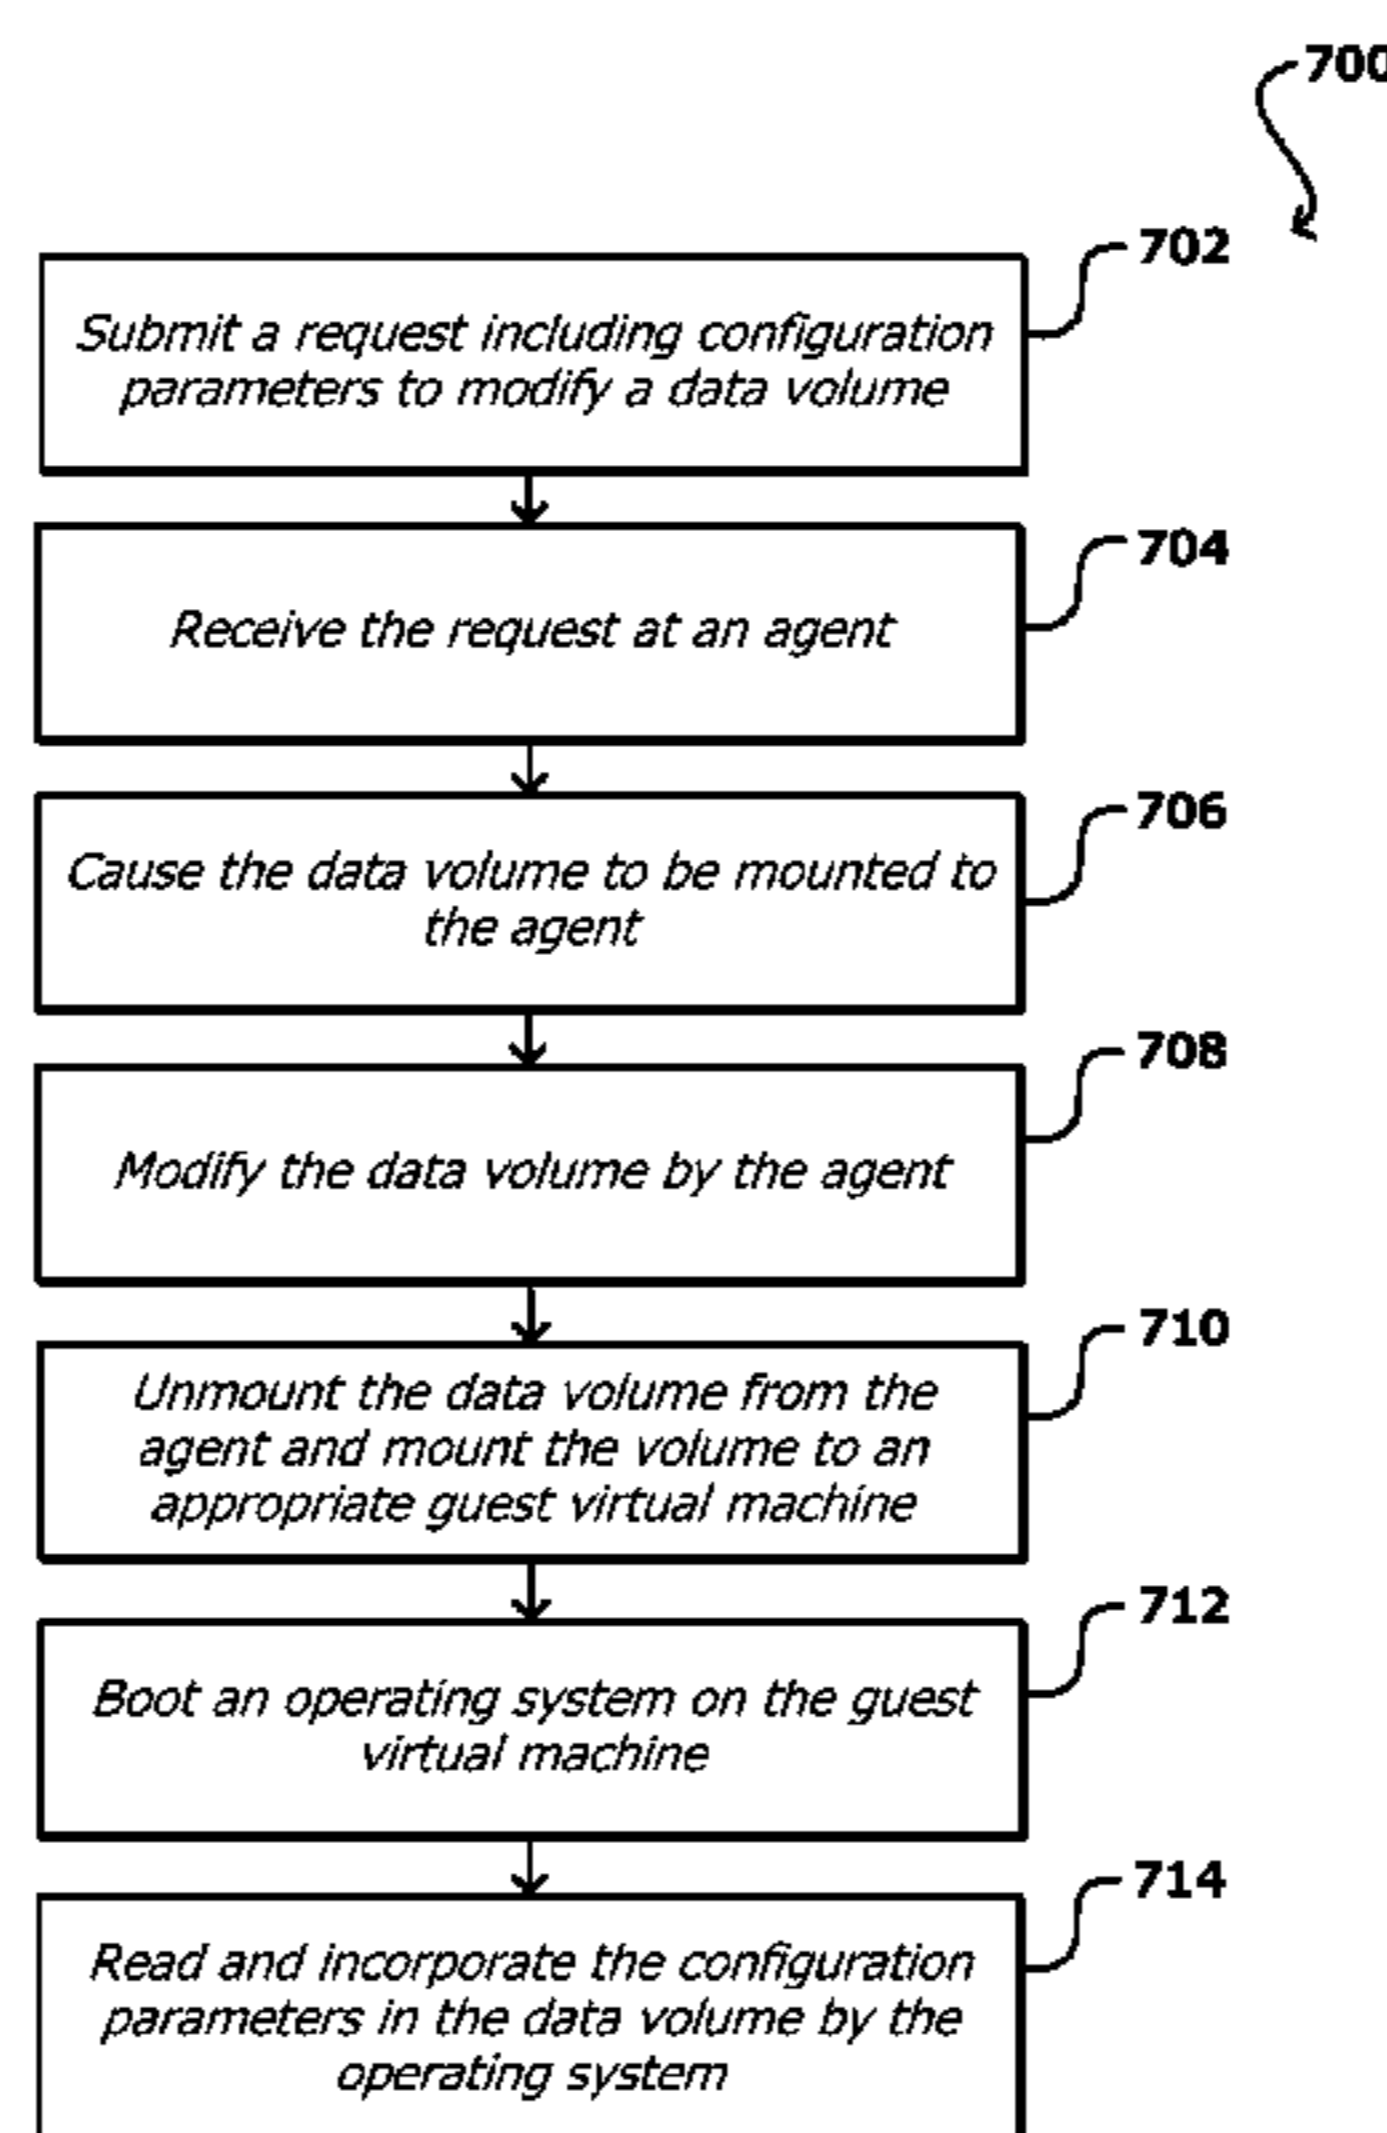 700
702
Submit a request including configuration
parameters to modify a data volume
704
Receive the request at an agent
706
Cause the data volume to be mounted to
the agent
708
Modify the data volume by the agent
710
Unmount the data volume from the
agent and mount the volume to an
appropriate guest virtual machine
712
Boot an operating system on the guest
virtual machine
714
Read and incorporate the configuration
parameters in the data volume by the
operating system